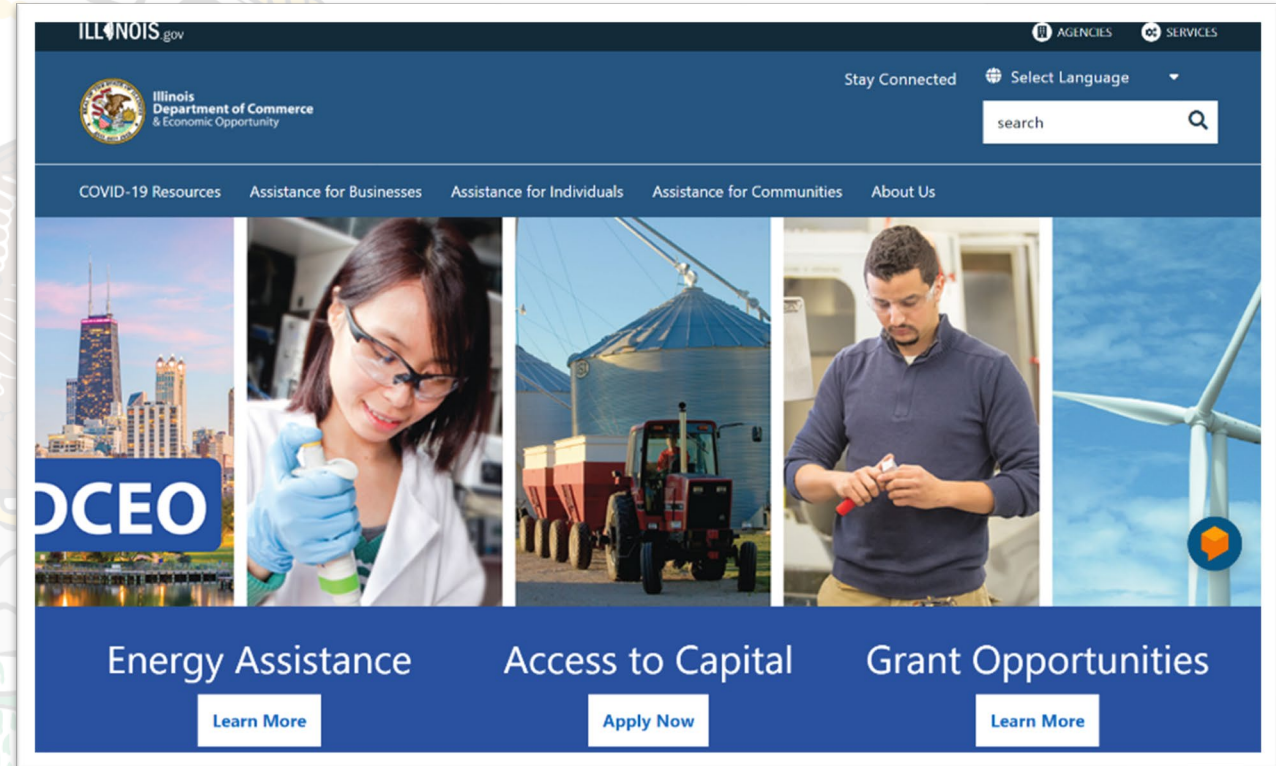 ILLINOIS.gov
AGENCIES SERVICES
Illinois
Department of Commerce
& Economic Opportunity
Stay Connected Select Language
search
COVID-19 Resources Assistance for Businesses Assistance for Individuals Assistance for Communities About Us
DCEO
Energy Assistance Access to Capital Grant Opportunities
Learn More Apply Now Learn More